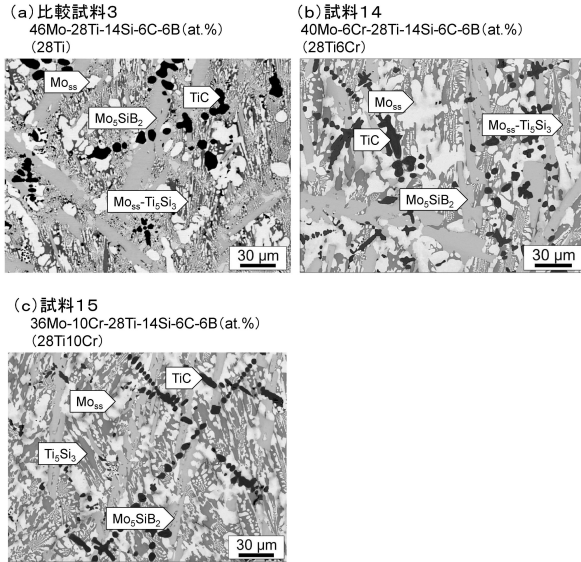 (a)比較試料3
46Mo-28Ti-14Si-6C-6B(at.%)
(28Ti)
Moss
Mo5SiB2
TiC
Moss-Ti5Si3
30 μm
(b)試料14
40Mo-6Cr-28Ti-14Si-6C-6B(at.%)
(28Ti6Cr)
Moss
TiC
Moss-Ti5Si3
Mo5SiB2
30 μm
(c)試料15
36Mo-10Cr-28Ti-14Si-6C-6B(at.%)
(28Ti10Cr)
TiC
Moss
Ti5Si3
Mo5SiB2
30 μm